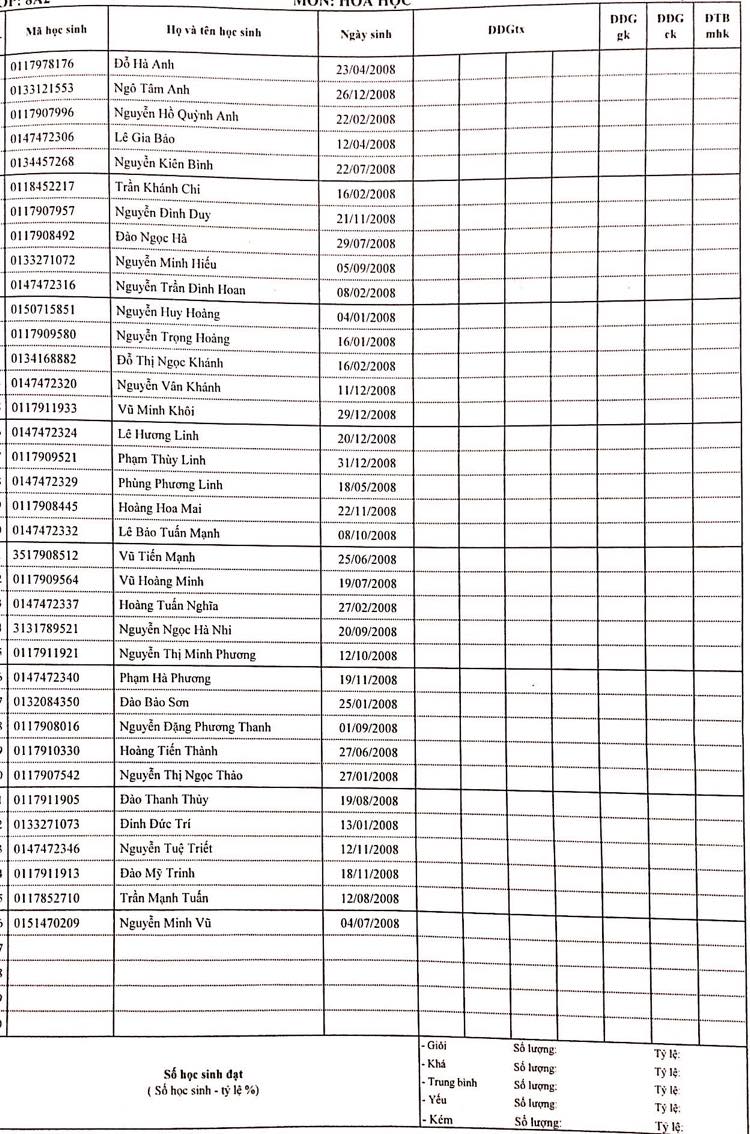 ỚP: 8A2 MÔN: HÓA HỌC
Mã học sinh Họ và tên học sinh Ngày sinh DDGtx DDG gk DDG ck DTB mhk
0117978176 Đỗ Hà Anh 23/04/2008
0133121553 Ngô Tâm Anh 26/12/2008
0117907996 Nguyễn Hồ Quỳnh Anh 22/02/2008
0147472306 Lê Gia Bảo 12/04/2008
0134457268 Nguyễn Kiên Bình 22/07/2008
0118452217 Trần Khánh Chi 16/02/2008
0117907957 Nguyễn Đình Duy 21/11/2008
0117908492 Đào Ngọc Hà 29/07/2008
0133271072 Nguyễn Minh Hiếu 05/09/2008
0147472316 Nguyễn Trần Đình Hoan 08/02/2008
0150715851 Nguyễn Huy Hoàng 04/01/2008
0117909580 Nguyễn Trọng Hoàng 16/01/2008
0134168882 Đỗ Thị Ngọc Khánh 16/02/2008
0147472320 Nguyễn Vân Khánh 11/12/2008
0117911933 Vũ Minh Khôi 29/12/2008
0147472324 Lê Hương Linh 20/12/2008
0117909521 Phạm Thùy Linh 31/12/2008
0147472329 Phùng Phương Linh 18/05/2008
0117908445 Hoàng Hoa Mai 22/11/2008
0147472332 Lê Bảo Tuấn Mạnh 08/10/2008
3517908512 Vũ Tiến Mạnh 25/06/2008
0117909564 Vũ Hoàng Minh 19/07/2008
0147472337 Hoàng Tuấn Nghĩa 27/02/2008
3131789521 Nguyễn Ngọc Hà Nhi 20/09/2008
0117911921 Nguyễn Thị Minh Phương 12/10/2008
0147472340 Phạm Hà Phương 19/11/2008
0132084350 Đào Bảo Sơn 25/01/2008
0117908016 Nguyễn Đặng Phương Thanh 01/09/2008
0117910330 Hoàng Tiến Thành 27/06/2008
0117907542 Nguyễn Thị Ngọc Thảo 27/01/2008
0117911905 Đào Thanh Thủy 19/08/2008
0133271073 Đinh Đức Trí 13/01/2008
0147472346 Nguyễn Tuệ Triết 12/11/2008
0117911913 Đào Mỹ Trinh 18/11/2008
0117852710 Trần Mạnh Tuấn 12/08/2008
0151470209 Nguyễn Minh Vũ 04/07/2008
Số học sinh đạt
( Số học sinh - tỷ lệ %)
- Giỏi Số lượng: Tỷ lệ:
- Khá Số lượng: Tỷ lệ:
- Trung bình Số lượng: Tỷ lệ:
- Yếu Số lượng: Tỷ lệ:
- Kém Số lượng: Tỷ lệ: